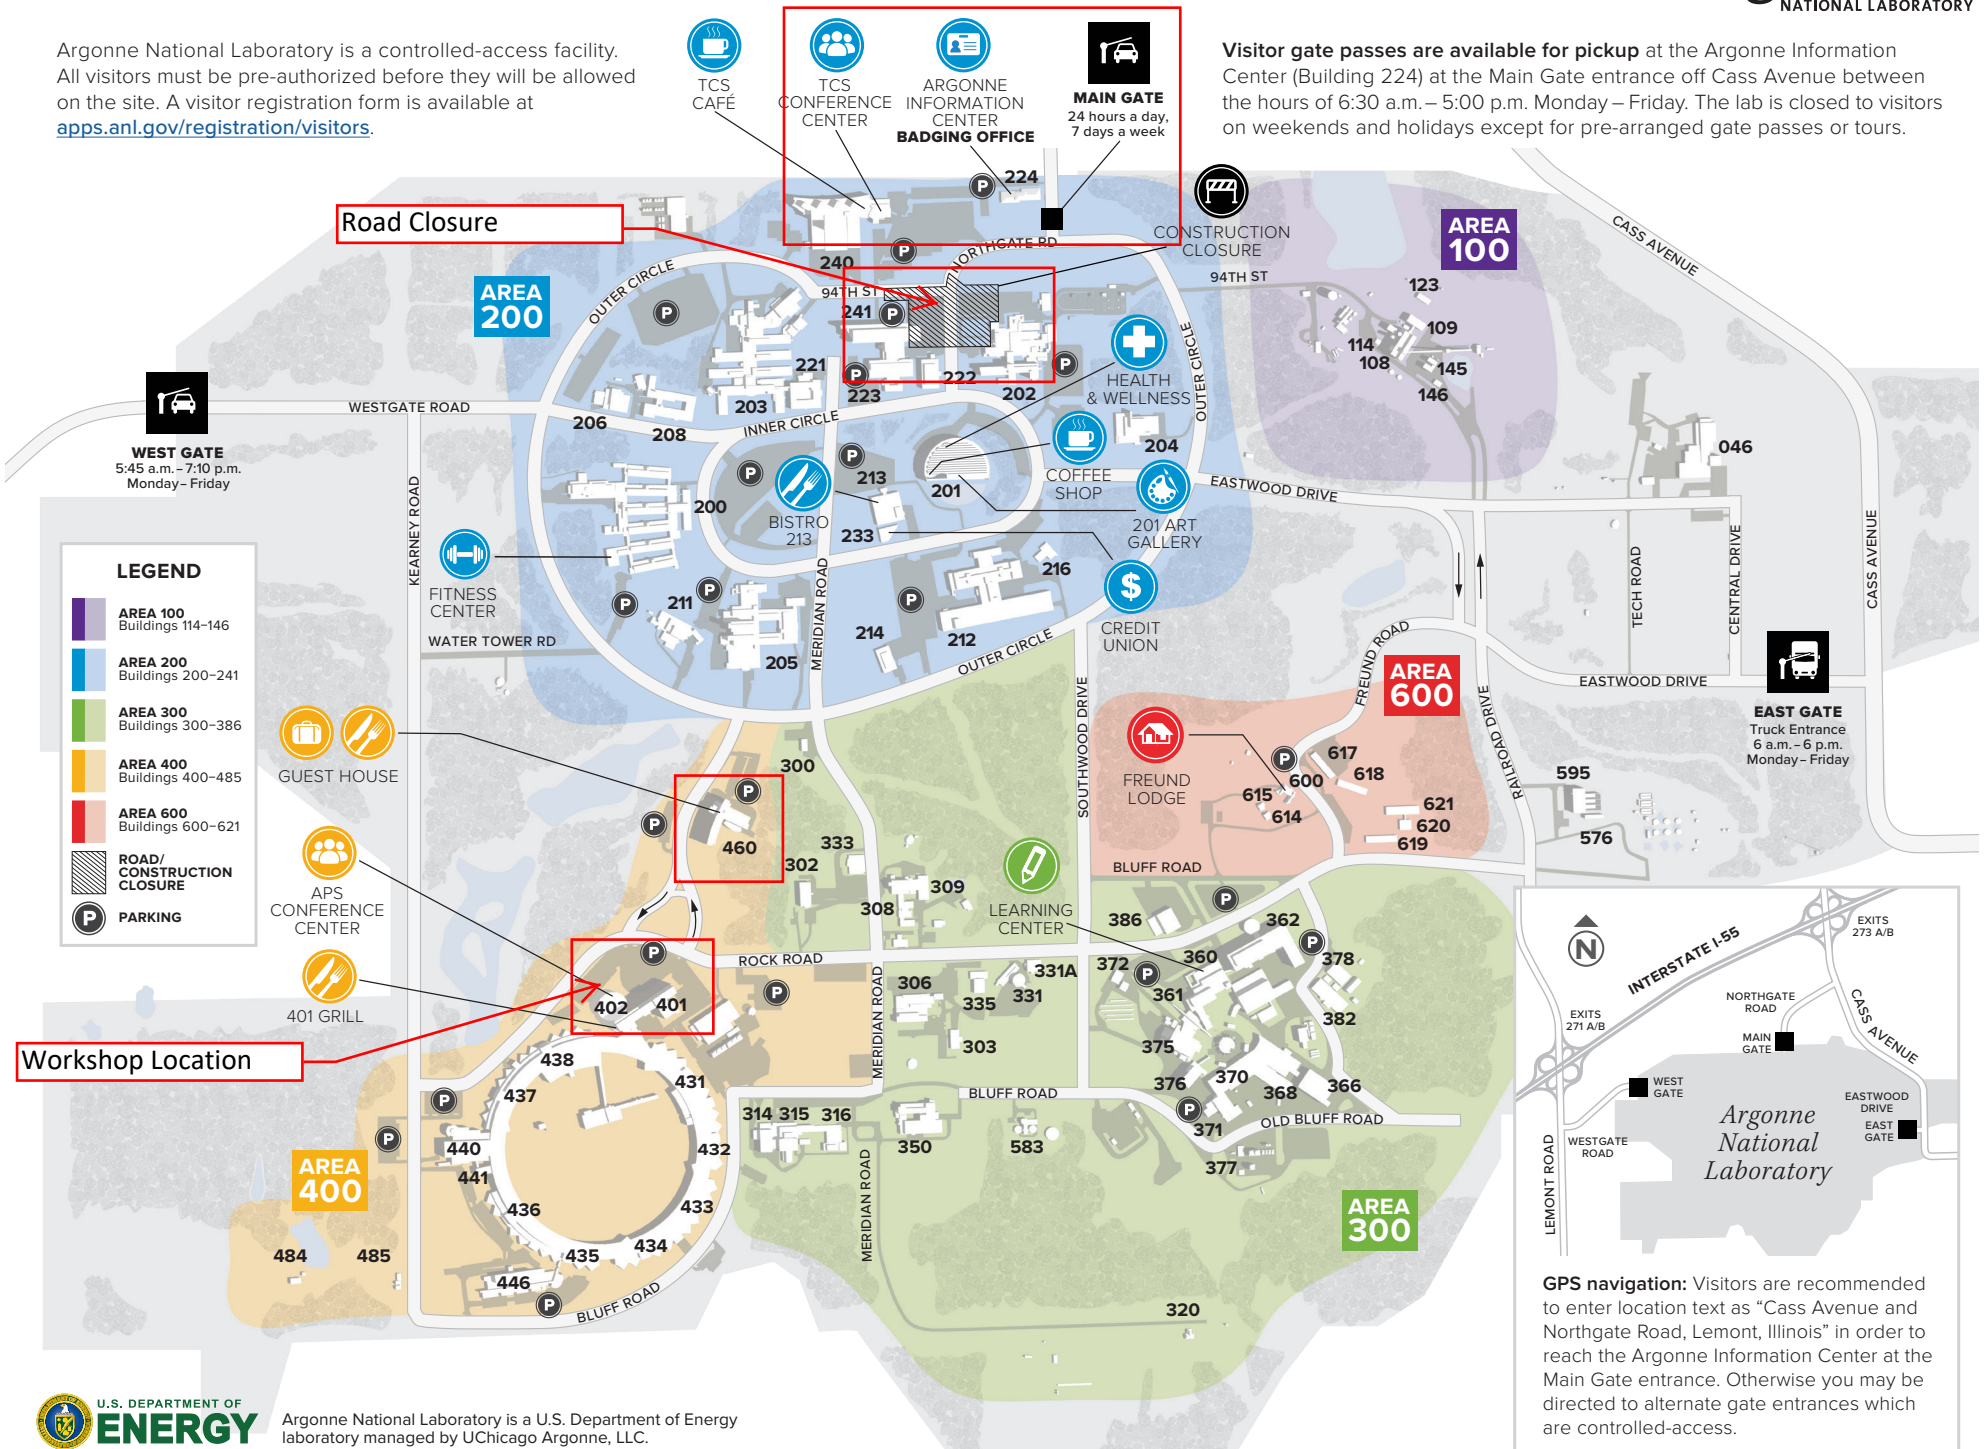 NATIONAL LABORATORY
Argonne National Laboratory is a controlled-access facility.
All visitors must be pre-authorized before they will be allowed
on the site. A visitor registration form is available at
apps.anl.gov/registration/visitors.
TCS
CAFÉ
TCS
CONFERENCE
CENTER
ARGONNE
INFORMATION
CENTER
BADGING OFFICE
MAIN GATE
24 hours a day,
7 days a week
Visitor gate passes are available for pickup at the Argonne Information
Center (Building 224) at the Main Gate entrance off Cass Avenue between
the hours of 6:30 a.m. – 5:00 p.m. Monday – Friday. The lab is closed to visitors
on weekends and holidays except for pre-arranged gate passes or tours.
P
224
Road Closure
CONSTRUCTION
CLOSURE
AREA
100
CASS AVENUE
P
NORTHGATE RD
240
OUTER CIRCLE
94TH ST
94TH ST
AREA
200
P
241
P
123
109
114
108
145
146
OUTER CIRCLE
HEALTH
& WELLNESS
221
P
223
222
202
P
WEST GATE
5:45 a.m. – 7:10 p.m.
Monday – Friday
WESTGATE ROAD
206
208
203
INNER CIRCLE
204
046
COFFEE
SHOP
P
P
213
201
BISTRO
213
200
233
201 ART
GALLERY
EASTWOOD DRIVE
KEARNEY ROAD
FITNESS
CENTER
CASS AVENUE
TECH ROAD
CENTRAL DRIVE
216
$
CREDIT
UNION
P
211
P
P
214
212
205
MERIDIAN ROAD
OUTER CIRCLE
WATER TOWER RD
LEGEND
AREA 100
Buildings 114–146
AREA 200
Buildings 200–241
AREA 300
Buildings 300–386
AREA 400
Buildings 400–485
AREA 600
Buildings 600–621
ROAD/
CONSTRUCTION
CLOSURE
P PARKING
FREUND ROAD
AREA
600
EASTWOOD DRIVE
EAST GATE
Truck Entrance
6 a.m. – 6 p.m.
Monday – Friday
SOUTHWOOD DRIVE
RAILROAD DRIVE
GUEST HOUSE
300
P
P
460
FREUND
LODGE
P
617
600
618
615
614
621
620
619
595
576
BLUFF ROAD
333
302
309
308
LEARNING
CENTER
APS
CONFERENCE
CENTER
401 GRILL
P
ROCK ROAD
P
402
401
386
P
362
P
378
372
P
360
361
382
331A
306
335
331
MERIDIAN ROAD
303
375
376
370
368
366
P
371
OLD BLUFF ROAD
377
Workshop Location
438
437
431
P
P
440
441
432
436
433
435
434
446
P
BLUFF ROAD
314 315 316
350
BLUFF ROAD
583
MERIDIAN ROAD
AREA
400
484
485
AREA
300
320
N
INTERSTATE I-55
EXITS
273 A/B
NORTHGATE
ROAD
EXITS
271 A/B
MAIN
GATE
CASS AVENUE
WEST
GATE
EASTWOOD
DRIVE
EAST
GATE
WESTGATE
ROAD
LEMONT ROAD
Argonne
National
Laboratory
GPS navigation: Visitors are recommended
to enter location text as “Cass Avenue and
Northgate Road, Lemont, Illinois” in order to
reach the Argonne Information Center at the
Main Gate entrance. Otherwise you may be
directed to alternate gate entrances which
are controlled-access.
U.S. DEPARTMENT OF
ENERGY
Argonne National Laboratory is a U.S. Department of Energy
laboratory managed by UChicago Argonne, LLC.